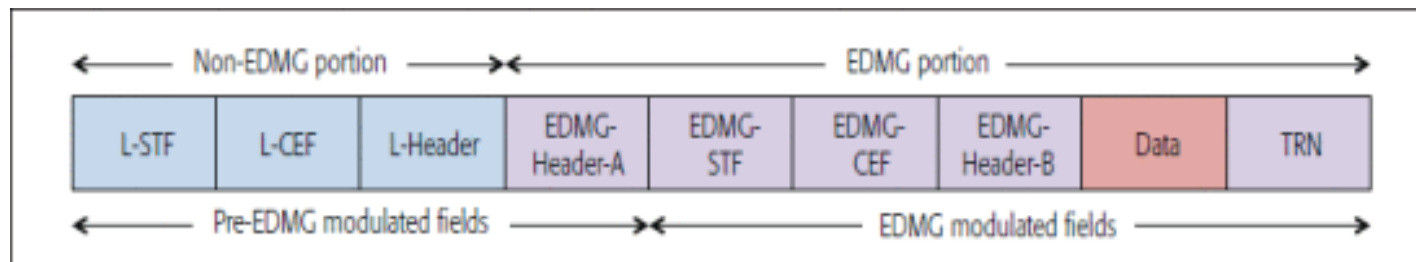 Non-EDMG portion EDMG portion
L-STF L-CEF L-Header EDMG-Header-A EDMG-STF EDMG-CEF EDMG-Header-B Data TRN
Pre-EDMG modulated fields EDMG modulated fields